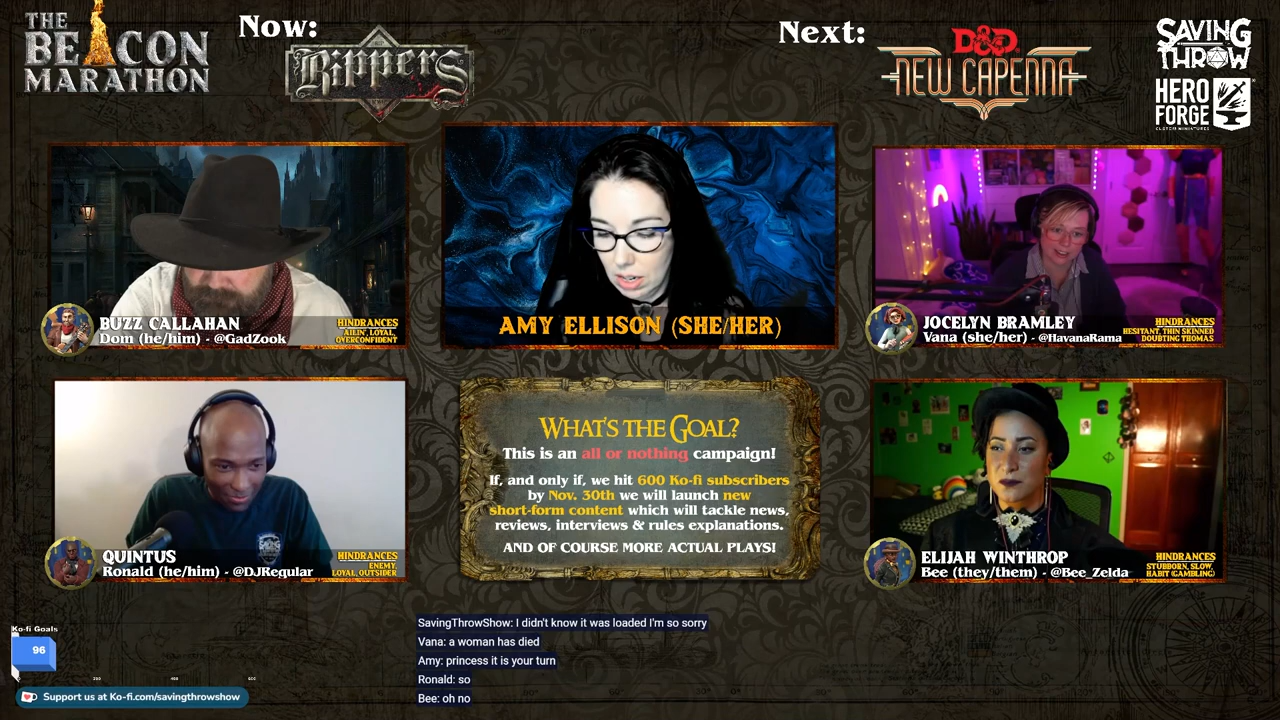 THE
BEACON
MARATHON
Now:
Rippers
Next:
D&D
NEW CAPENNA
SAVING
THROW
HERO
FORGE
CUSTOM MINIATURES
BUZZ CALLAHAN
Dom (he/him) - @GadZook
HINDRANCES
AILIN', LOYAL,
OVERCONFIDENT
AMY ELLISON (SHE/HER)
JOCELYN BRAMLEY
Vana (she/her) - @HavanaRama
HINDRANCES
HESITANT, THIN SKINNED
DOUBTING THOMAS
QUINTUS
Ronald (he/him) - @DJRegular
HINDRANCES
ENEMY,
LOYAL, OUTSIDER
WHAT'S THE GOAL?
This is an all or nothing campaign!
If, and only if, we hit 600 Ko-fi subscribers
by Nov. 30th we will launch new
short-form content which will tackle news,
reviews, interviews & rules explanations.
AND OF COURSE MORE ACTUAL PLAYS!
ELIJAH WINTHROP
Bee (they/them) - @Bee_Zelda
HINDRANCES
STUBBORN, SLOW,
HABIT (GAMBLING)
SavingThrowShow: I didn't know it was loaded I'm so sorry
Vana: a woman has died
Amy: princess it is your turn
Ronald: so
Bee: oh no
Ko-fi Goals
96
Support us at Ko-fi.com/savingthrowshow